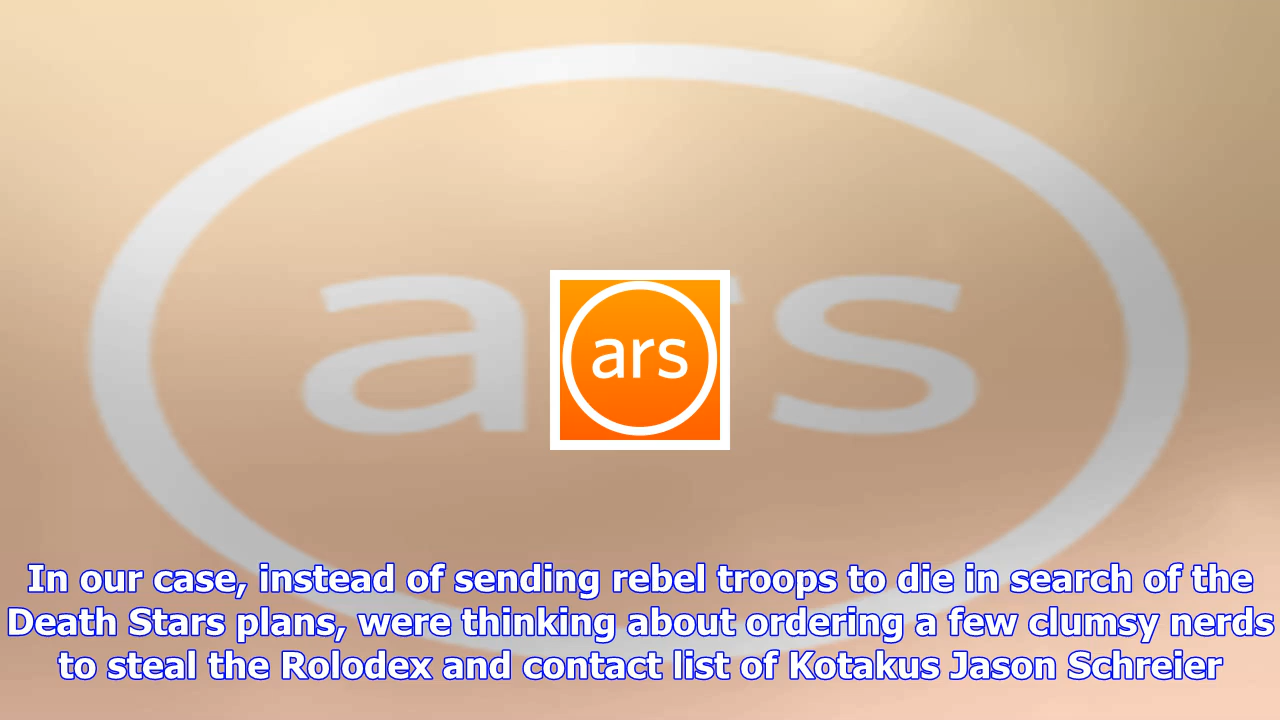 ars
ars
In our case, instead of sending rebel troops to die in search of the
Death Stars plans, were thinking about ordering a few clumsy nerds
to steal the Rolodex and contact list of Kotakus Jason Schreier